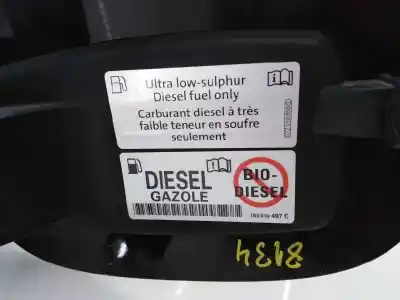 Ultra low-sulphur
Diesel fuel only
Carburant diesel à très
faible teneur en soufre
seulement
DIESEL
GAZOLE
BIO-
DIESEL
8134